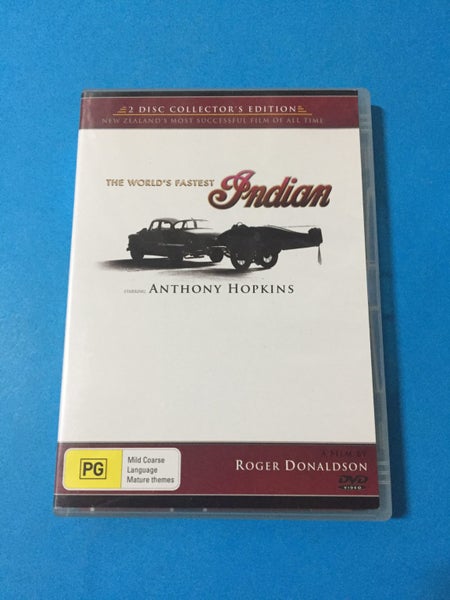 2 DISC COLLECTOR'S EDITION
NEW ZEALAND'S MOST SUCCESSFUL FILM OF ALL TIME
THE WORLD'S FASTEST Indian
STARRING ANTHONY HOPKINS
PG
Mild Coarse
Language
Mature themes
A FILM BY
ROGER DONALDSON
DVD
VIDEO